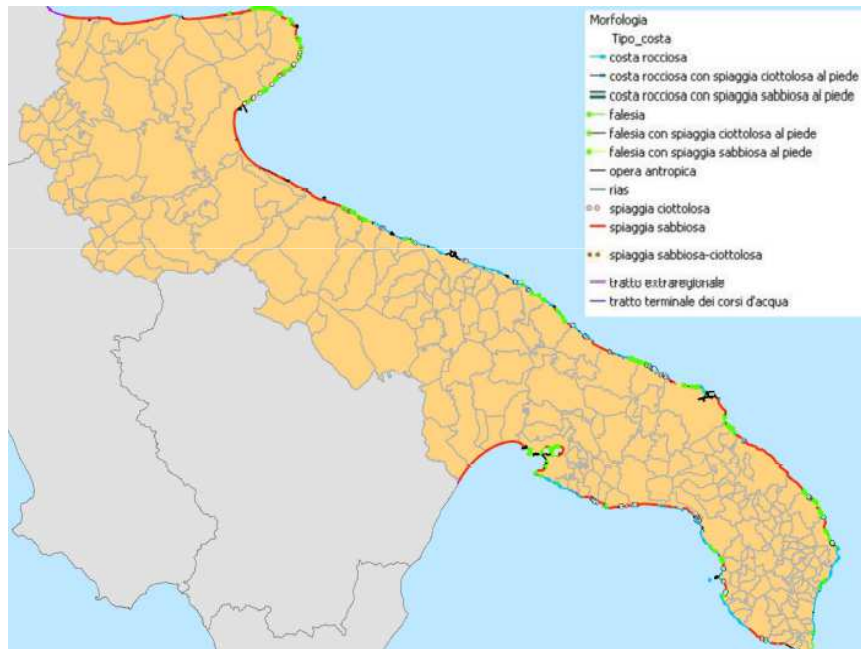 Morfologia
Tipo_costa
costa rocciosa
costa rocciosa con spiaggia ciottolosa al piede
costa rocciosa con spiaggia sabbiosa al piede
falesia
falesia con spiaggia ciottolosa al piede
falesia con spiaggia sabbiosa al piede
opera antropica
rias
spiaggia ciottolosa
spiaggia sabbiosa
spiaggia sabbiosa-ciottolosa
tratto extraregionale
tratto terminale dei corsi d'acqua